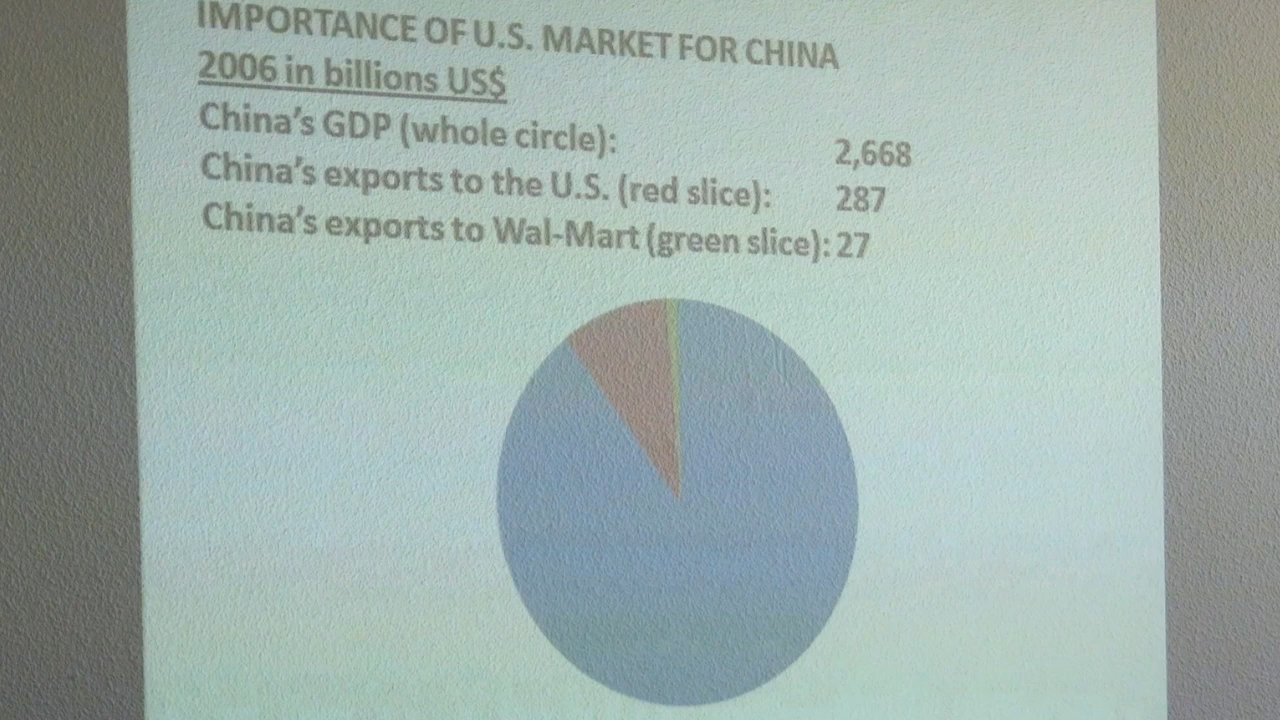 IMPORTANCE OF U.S. MARKET FOR CHINA
2006 in billions US$
China's GDP (whole circle): 2,668
China's exports to the U.S. (red slice): 287
China's exports to Wal-Mart (green slice): 27